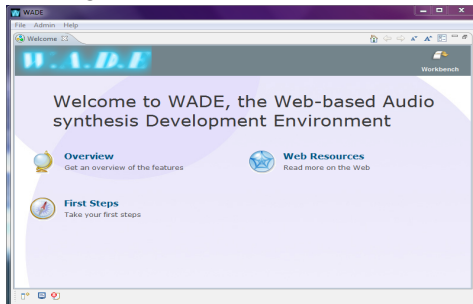 WADE
File Admin Help
Welcome
W.A.D.E
Workbench
Welcome to WADE, the Web-based Audio
synthesis Development Environment
Overview
Get an overview of the features
Web Resources
Read more on the Web
First Steps
Take your first steps